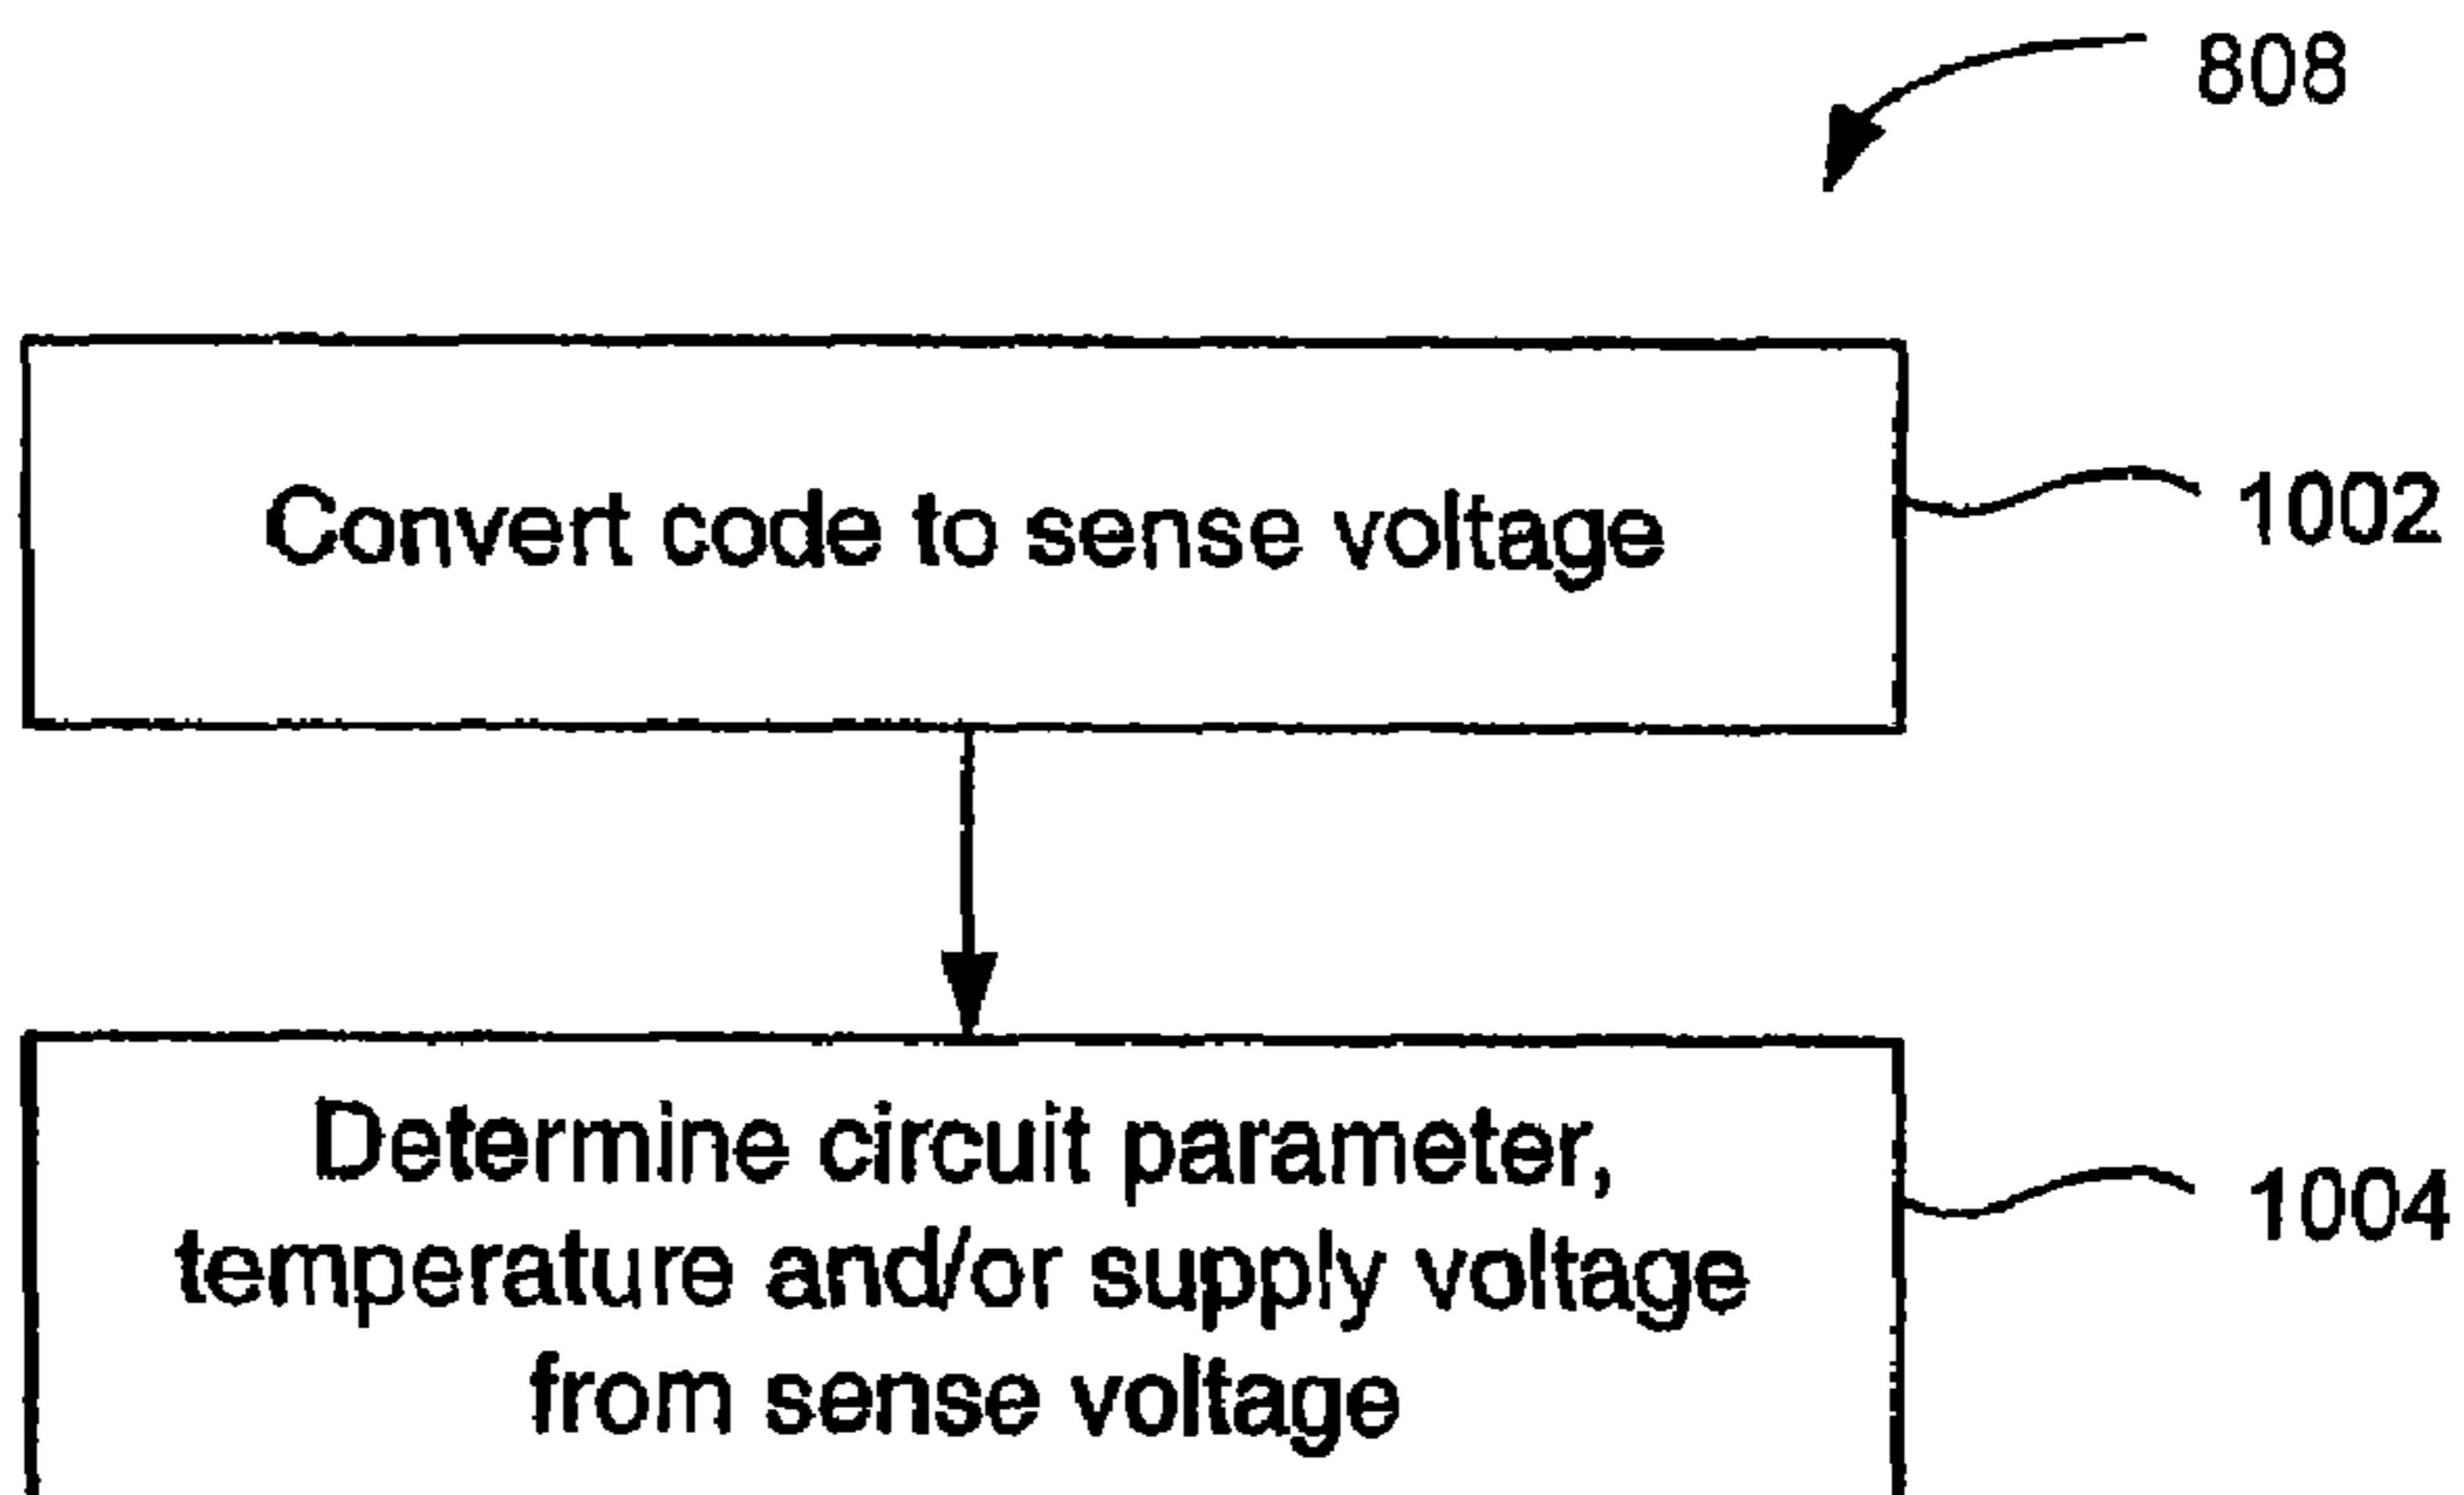 808
Convert code to sense voltage
1002
Determine circuit parameter,
temperature and/or supply voltage
from sense voltage
1004